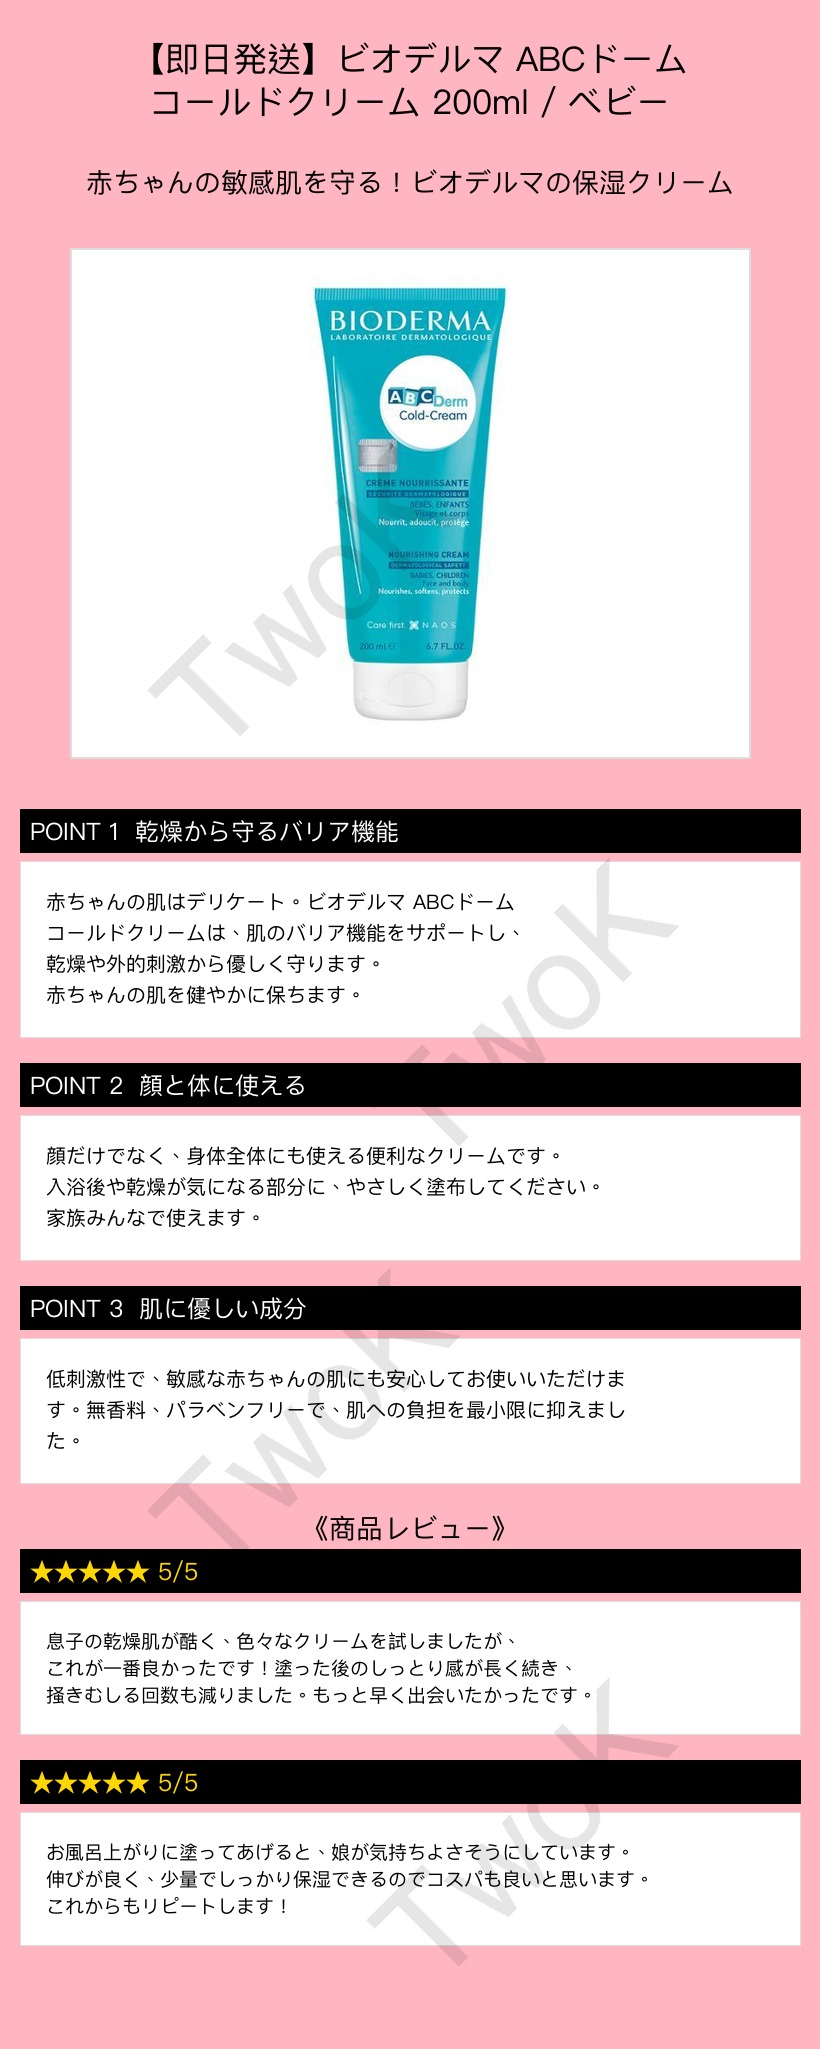 【即日発送】ビオデルマ ABCドーム
コールドクリーム 200ml / ベビー
赤ちゃんの敏感肌を守る！ビオデルマの保湿クリーム
BIODERMA
LABORATOIRE DERMATOLOGIQUE
ABCDerm
Cold-Cream
CRÈME NOURRISSANTE
SÉCURITÉ DERMATOLOGIQUE
BÉBÉS, ENFANTS
Visage et corps
Nourrit, adoucit, protège
NOURISHING CREAM
DERMATOLOGICAL SAFETY
BABIES, CHILDREN
Face and body
Nourishes, softens, protects
Care first. NAOS
200 ml ℮ 6.7 FL.OZ.
TwoK
POINT 1 乾燥から守るバリア機能
赤ちゃんの肌はデリケート。ビオデルマ ABCドーム
コールドクリームは、肌のバリア機能をサポートし、
乾燥や外的刺激から優しく守ります。
赤ちゃんの肌を健やかに保ちます。
TwoK
POINT 2 顔と体に使える
顔だけでなく、身体全体にも使える便利なクリームです。
入浴後や乾燥が気になる部分に、やさしく塗布してください。
家族みんなで使えます。
POINT 3 肌に優しい成分
低刺激性で、敏感な赤ちゃんの肌にも安心してお使いいただけま
す。無香料、パラベンフリーで、肌への負担を最小限に抑えまし
た。
TwoK
《商品レビュー》
★★★★★ 5/5
息子の乾燥肌が酷く、色々なクリームを試しましたが、
これが一番良かったです！塗った後のしっとり感が長く続き、
掻きむしる回数も減りました。もっと早く出会いたかったです。
★★★★★ 5/5
お風呂上がりに塗ってあげると、娘が気持ちよさそうにしています。
伸びが良く、少量でしっかり保湿できるのでコスパも良いと思います。
これからもリピートします！
TwoK